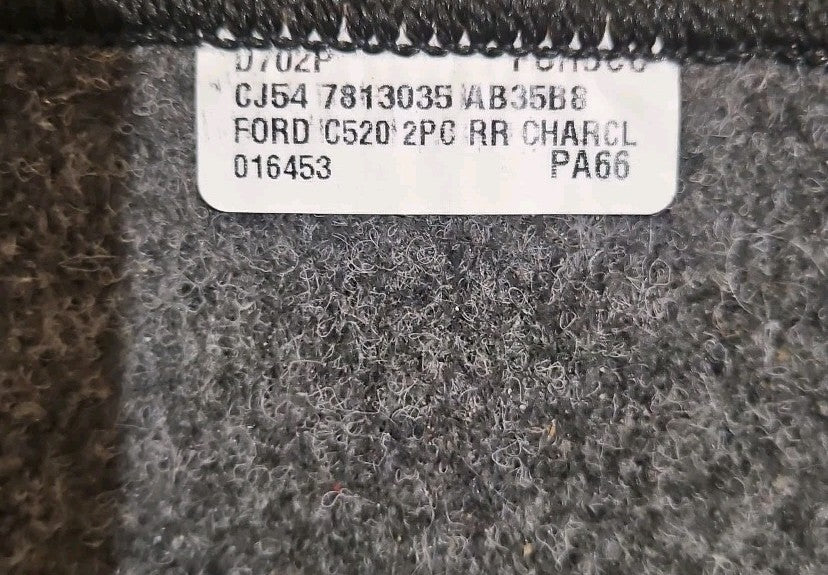 D702P
CJ54 7813035 AB35B8
FORD C520 2PC RR CHARCL
016453 PA66